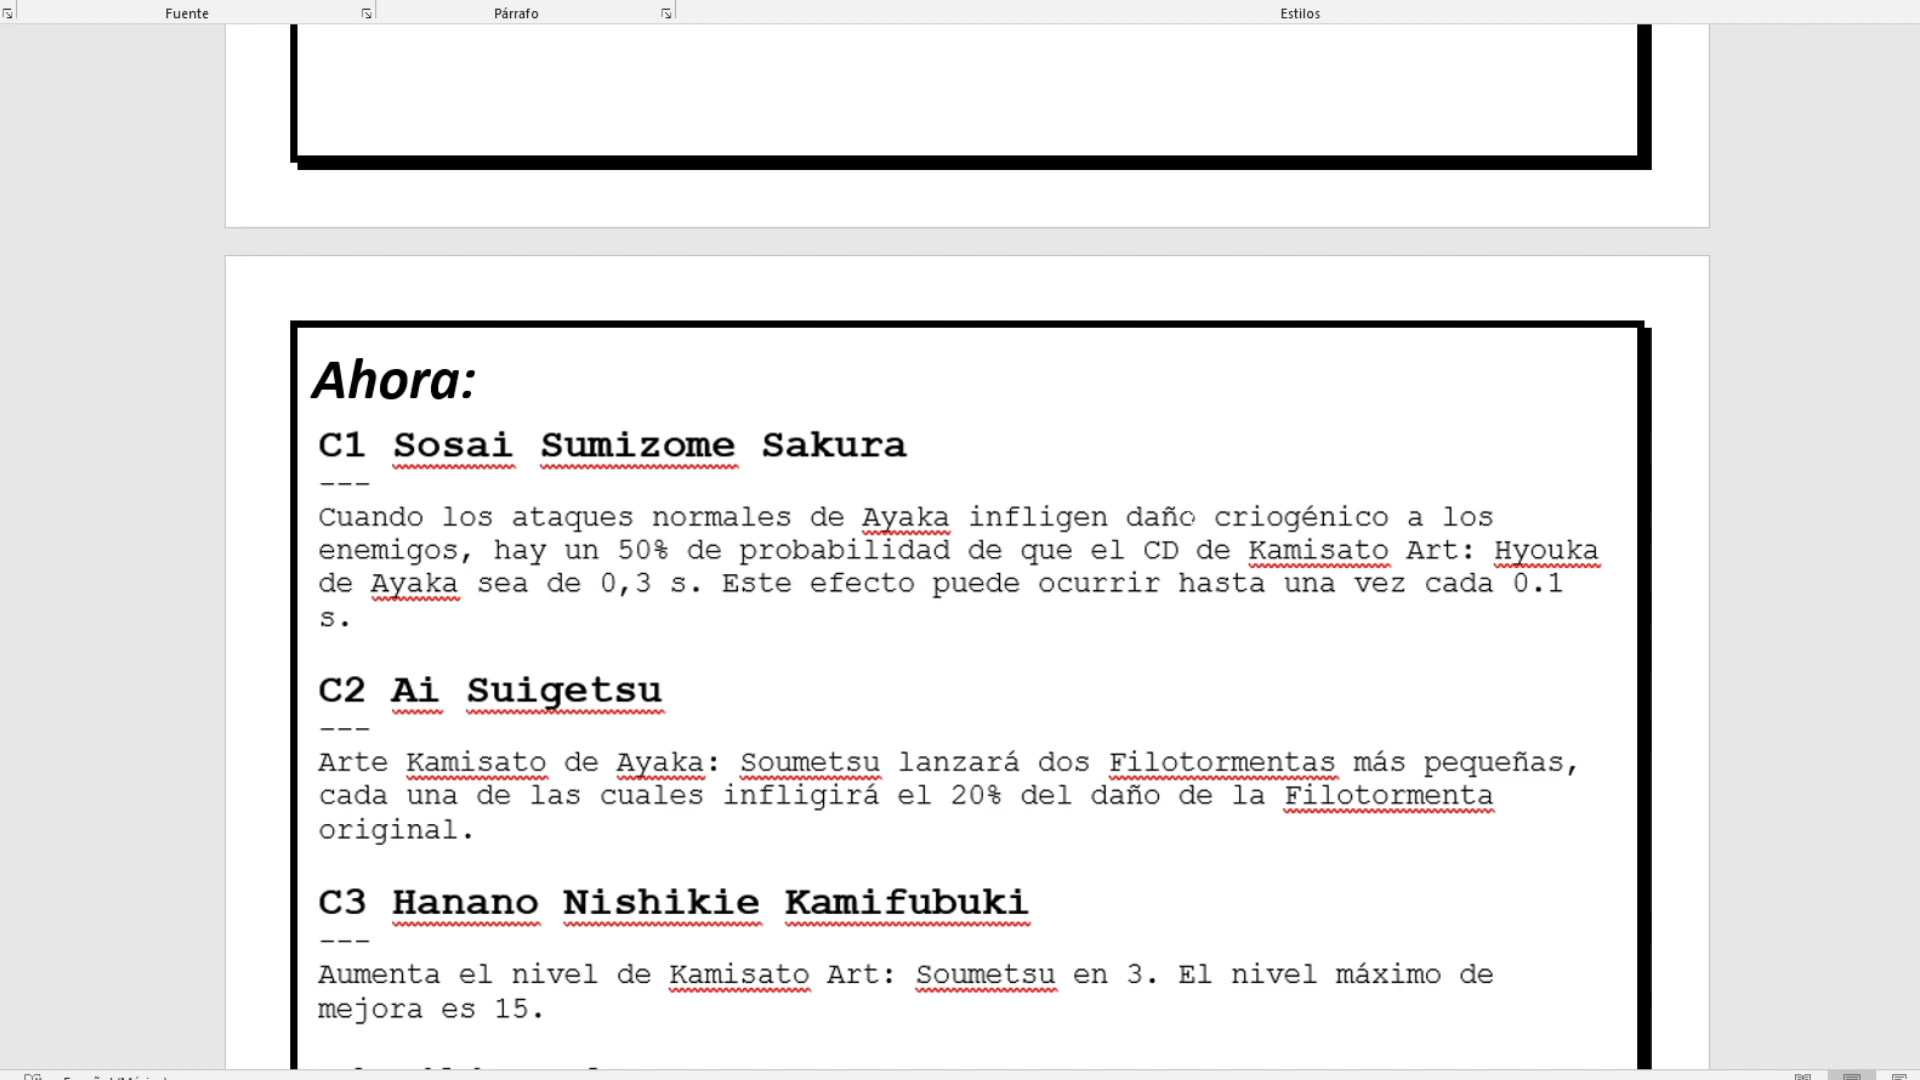 Fuente Párrafo Estilos
Ahora:
C1 Sosai Sumizome Sakura
---
Cuando los ataques normales de Ayaka infligen daño criogénico a los
enemigos, hay un 50% de probabilidad de que el CD de Kamisato Art: Hyouka
de Ayaka sea de 0,3 s. Este efecto puede ocurrir hasta una vez cada 0.1
s.
C2 Ai Suigetsu
---
Arte Kamisato de Ayaka: Soumetsu lanzará dos Filotormentas más pequeñas,
cada una de las cuales infligirá el 20% del daño de la Filotormenta
original.
C3 Hanano Nishikie Kamifubuki
---
Aumenta el nivel de Kamisato Art: Soumetsu en 3. El nivel máximo de
mejora es 15.